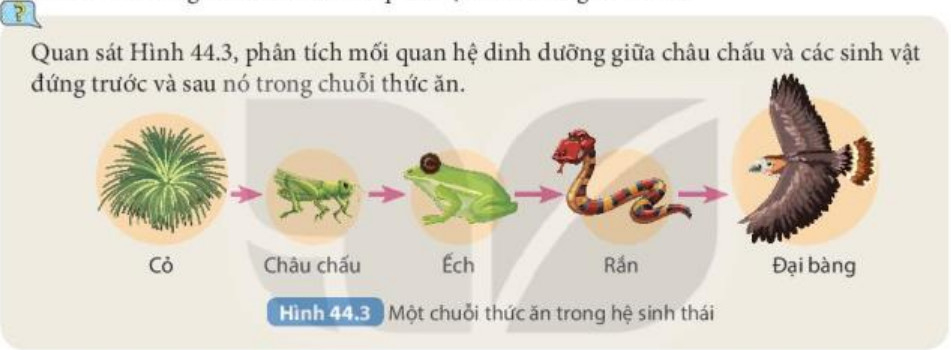 Quan sát Hình 44.3, phân tích mối quan hệ dinh dưỡng giữa châu chấu và các sinh vật
đứng trước và sau nó trong chuỗi thức ăn.
Cỏ Châu chấu Ếch Rắn Đại bàng
Hình 44.3 Một chuỗi thức ăn trong hệ sinh thái